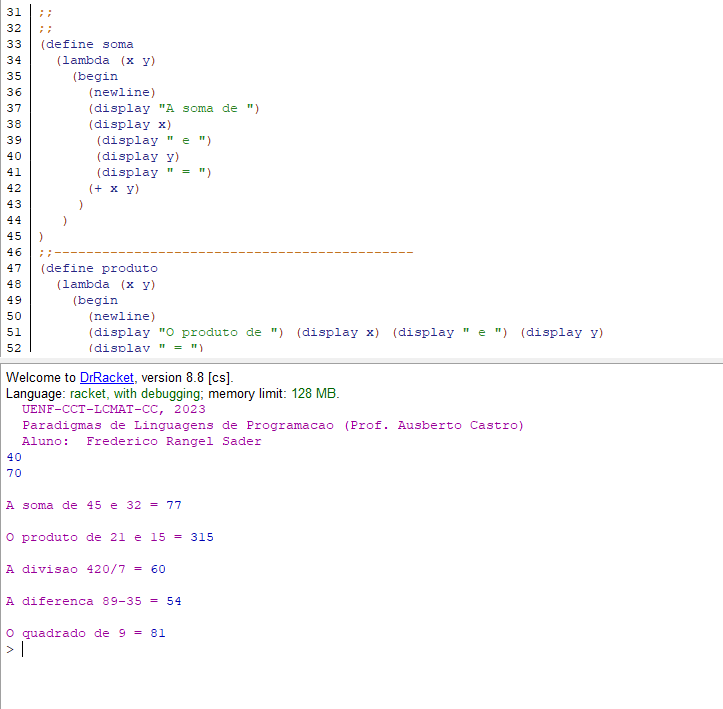 31 ;;
32 ;;
33 (define soma
34 (lambda (x y)
35 (begin
36 (newline)
37 (display "A soma de ")
38 (display x)
39 (display " e ")
40 (display y)
41 (display " = ")
42 (+ x y)
43 )
44 )
45 )
46 ;;---------------------------------------------
47 (define produto
48 (lambda (x y)
49 (begin
50 (newline)
51 (display "O produto de ") (display x) (display " e ") (display y)
52 (display " = ")
Welcome to DrRacket, version 8.8 [cs].
Language: racket, with debugging; memory limit: 128 MB.
UENF-CCT-LCMAT-CC, 2023
Paradigmas de Linguagens de Programacao (Prof. Ausberto Castro)
Aluno: Frederico Rangel Sader
40
70
A soma de 45 e 32 = 77
O produto de 21 e 15 = 315
A divisao 420/7 = 60
A diferenca 89-35 = 54
O quadrado de 9 = 81
>